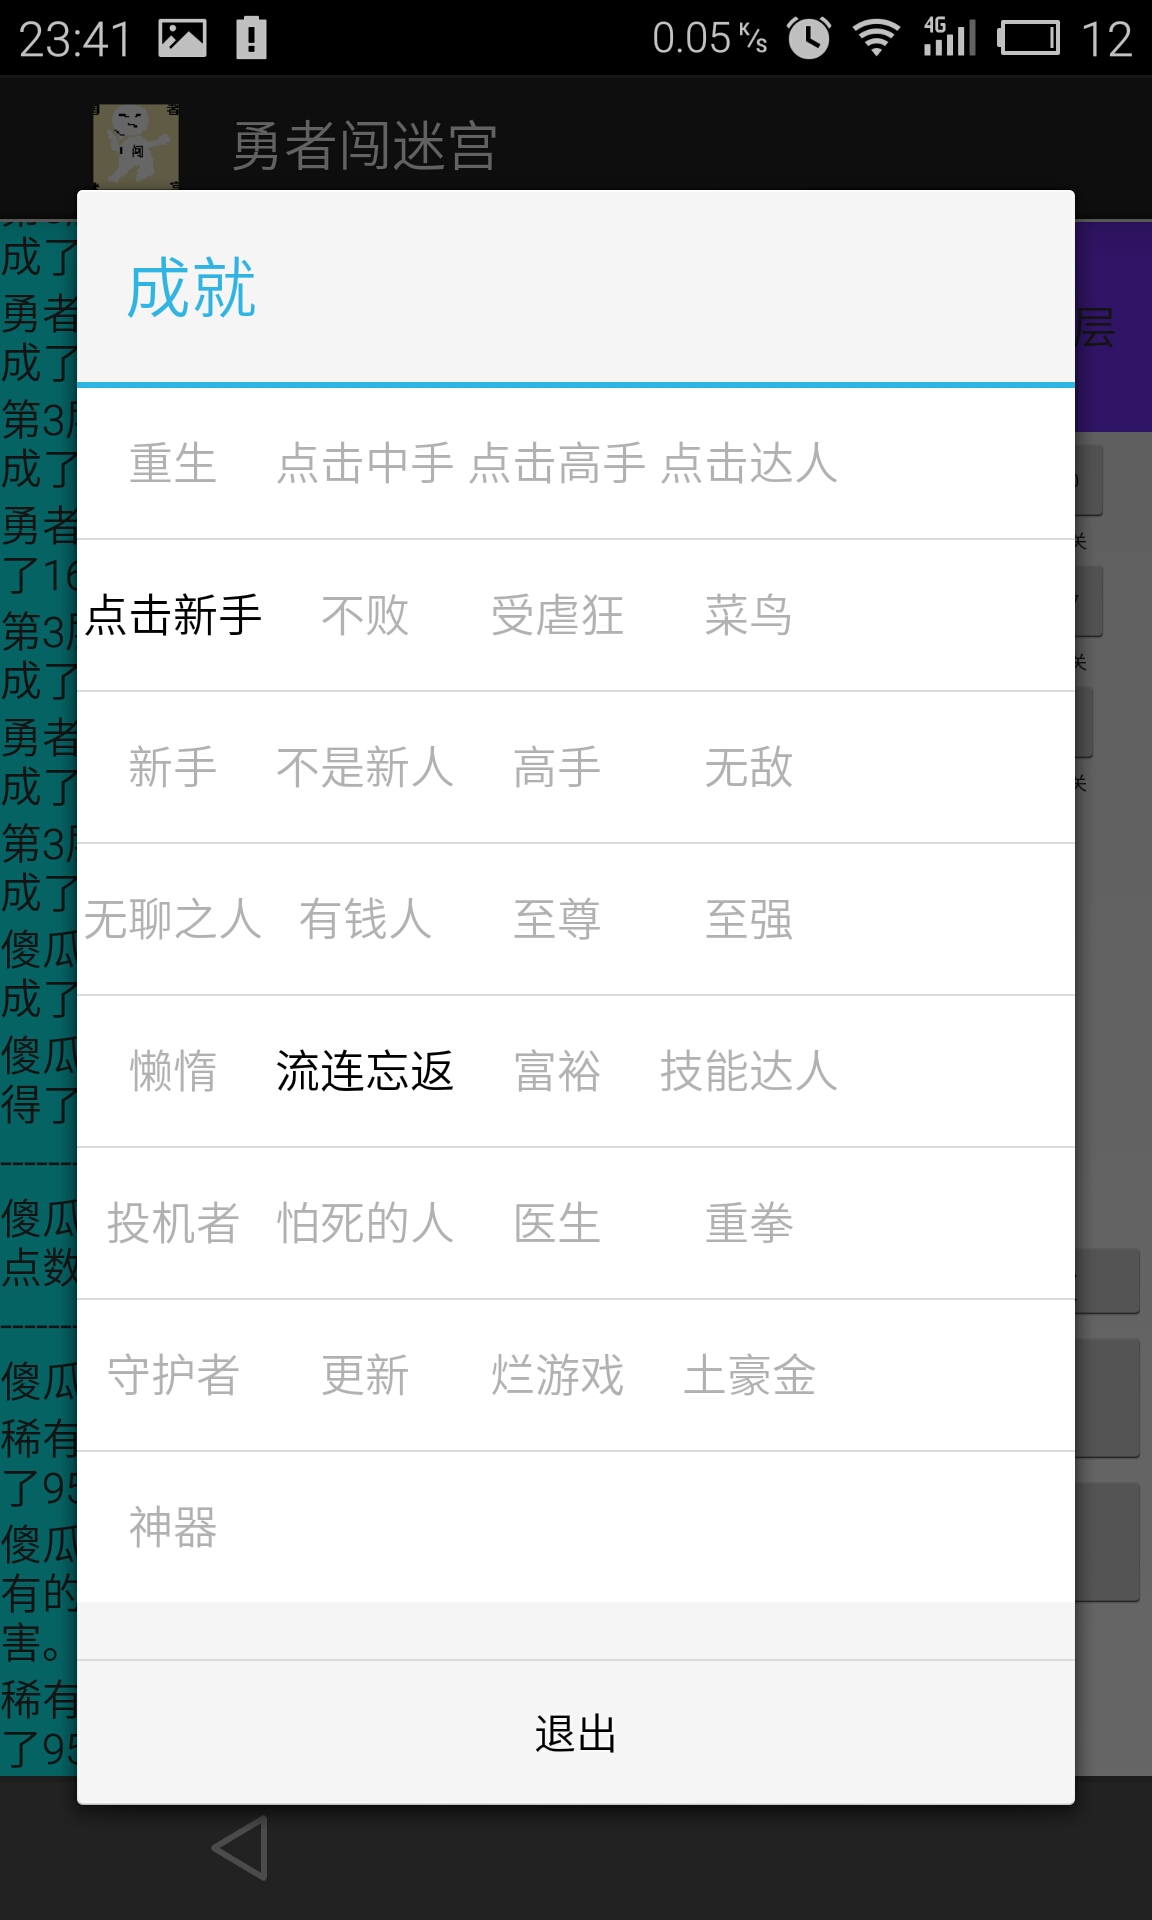 23:41 0.05 K/s 4G 12
勇者闯迷宫
成就
层
重生 点击中手 点击高手 点击达人
点击新手 不败 受虐狂 菜鸟
新手 不是新人 高手 无敌
无聊之人 有钱人 至尊 至强
懒惰 流连忘返 富裕 技能达人
投机者 怕死的人 医生 重拳
守护者 更新 烂游戏 土豪金
神器
退出
成了
勇者
成了
第3
成了
勇者
了16
第3
成了
勇者
成了
第3
成了
傻瓜
成了
傻瓜
得了
------
傻瓜
点数
------
傻瓜
稀有
了95
傻瓜
有的
害。
稀有
了95